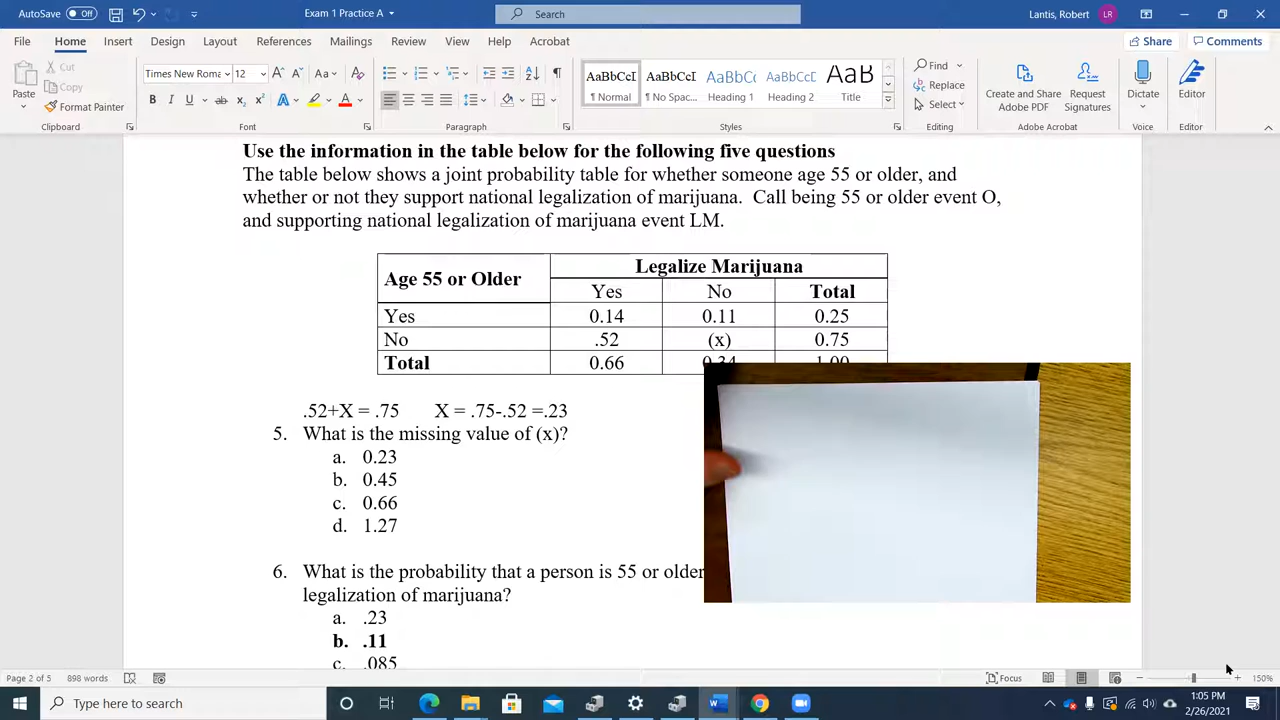 AutoSave Off Exam 1 Practice A Search Lantis, Robert LR
File Home Insert Design Layout References Mailings Review View Help Acrobat Share Comments
Paste Cut Copy Format Painter
Times New Roma 12 Aa
B I U ab x₂ x² A A
AaBbCcI AaBbCcI AaBbCc AaBbCcI AaB
¶ Normal ¶ No Spac... Heading 1 Heading 2 Title
Find Replace Select
Create and Share Adobe PDF Request Signatures Dictate Editor
Clipboard Font Paragraph Styles Editing Adobe Acrobat Voice Editor
Use the information in the table below for the following five questions
The table below shows a joint probability table for whether someone age 55 or older, and
whether or not they support national legalization of marijuana. Call being 55 or older event O,
and supporting national legalization of marijuana event LM.
Age 55 or Older Legalize Marijuana
Yes No Total
Yes 0.14 0.11 0.25
No .52 (x) 0.75
Total 0.66 0.34 1.00
.52+X = .75 X = .75-.52 =.23
5. What is the missing value of (x)?
a. 0.23
b. 0.45
c. 0.66
d. 1.27
6. What is the probability that a person is 55 or older
legalization of marijuana?
a. .23
b. .11
c. .085
Page 2 of 5 898 words Focus 150%
Type here to search W 1:05 PM
2/26/2021